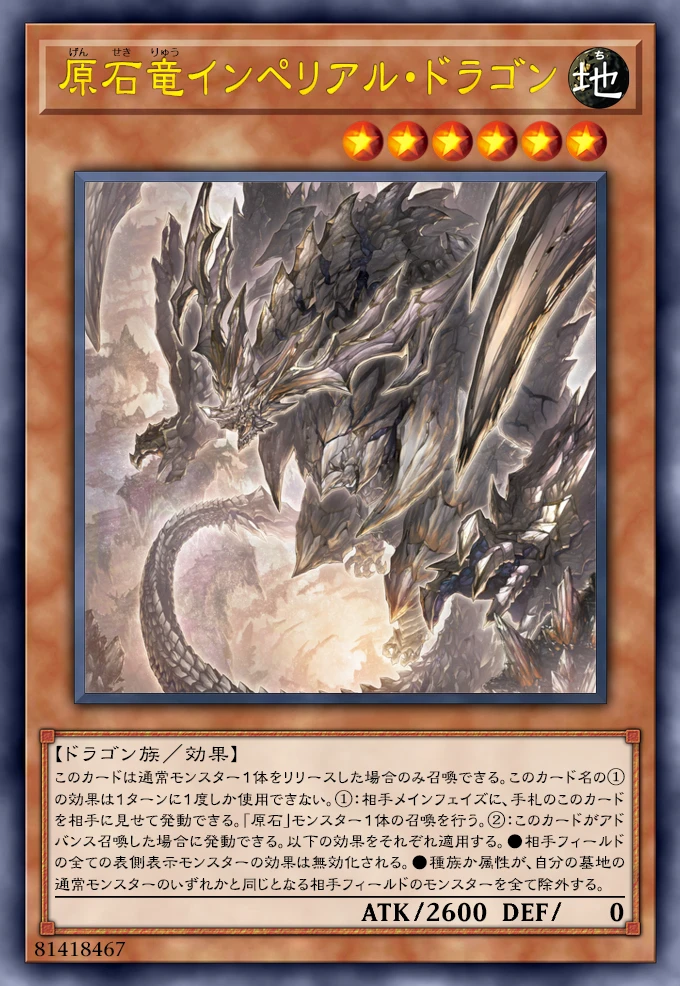 げん せき りゅう
原石竜インペリアル・ドラゴン
ち
地
【ドラゴン族／効果】
このカードは通常モンスター１体をリリースした場合のみ召喚できる。このカード名の①
の効果は１ターンに１度しか使用できない。①：相手メインフェイズに、手札のこのカード
を相手に見せて発動できる。「原石」モンスター１体の召喚を行う。②：このカードがアド
バンス召喚した場合に発動できる。以下の効果をそれぞれ適用する。●相手フィールド
の全ての表側表示モンスターの効果は無効化される。●種族か属性が、自分の墓地の
通常モンスターのいずれかと同じとなる相手フィールドのモンスターを全て除外する。
ATK/2600 DEF/ 0
81418467